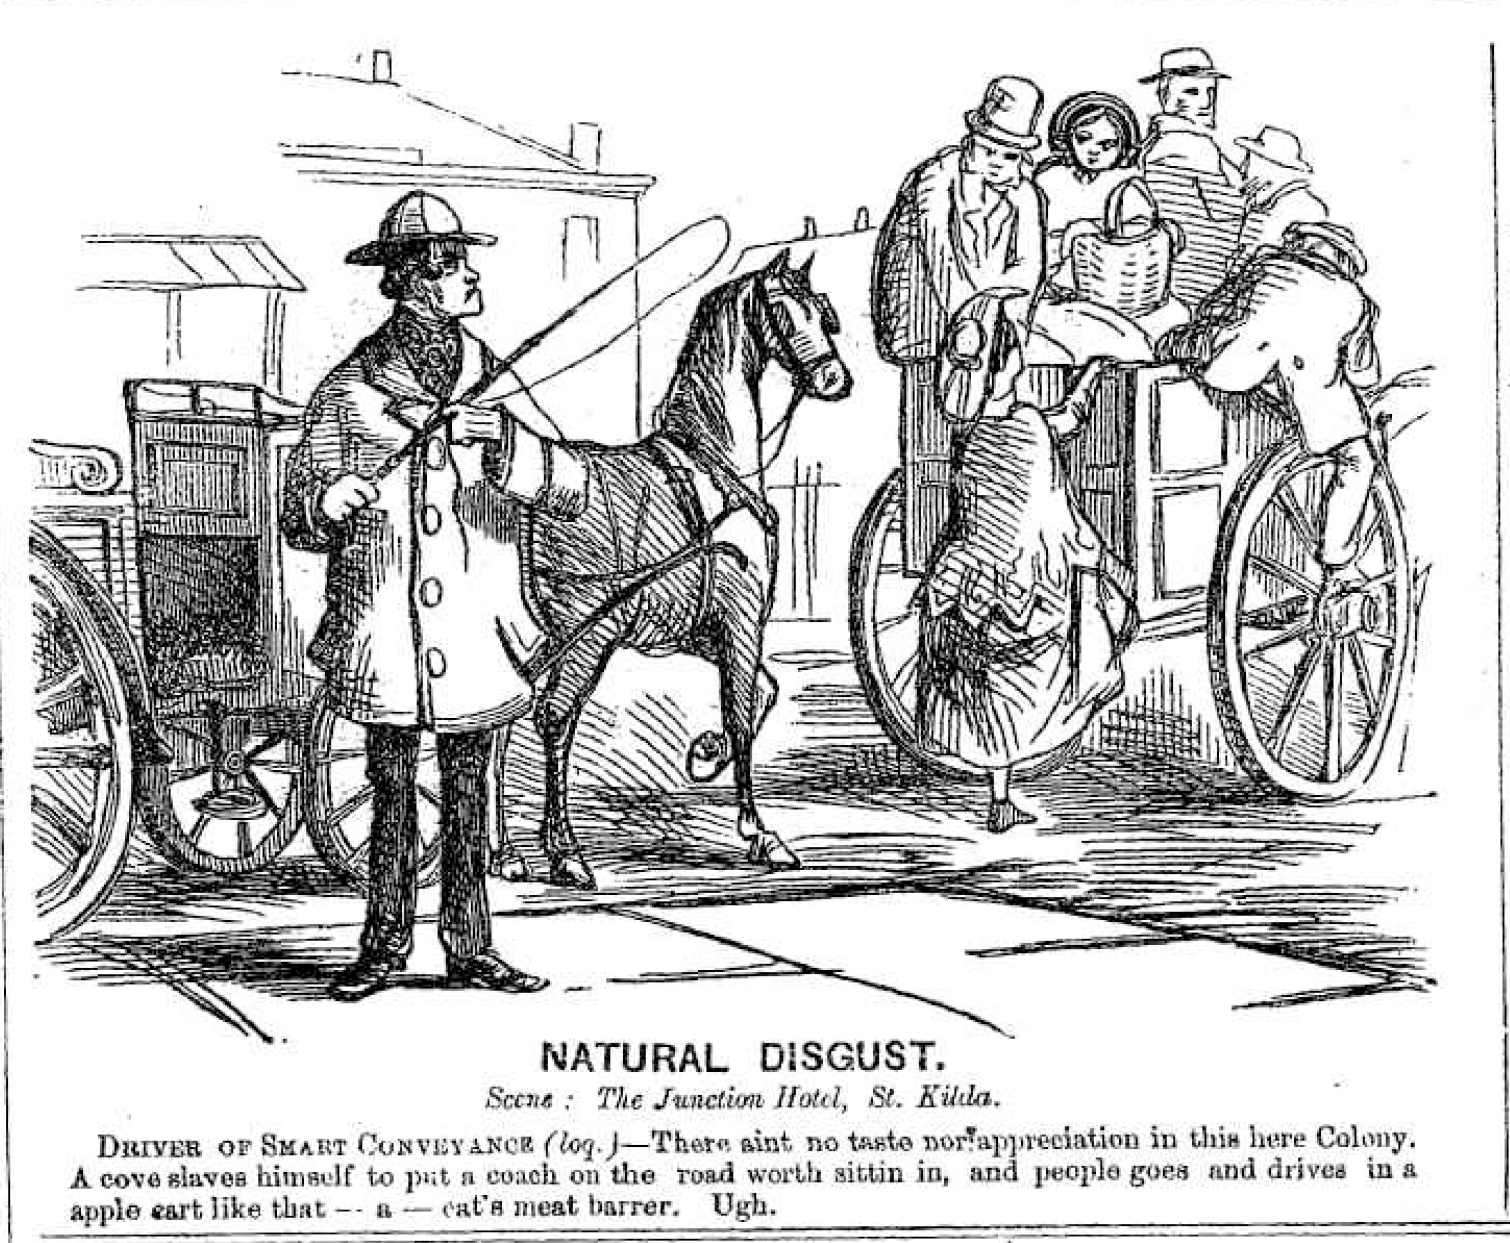 NATURAL DISGUST.
Scene : The Junction Hotel, St. Kilda.
DRIVER OF SMART CONVEYANCE (loq.)—There aint no taste nor appreciation in this here Colony.
A cove slaves himself to put a coach on the road worth sittin in, and people goes and drives in a
apple cart like that -- a — cat's meat barrer. Ugh.